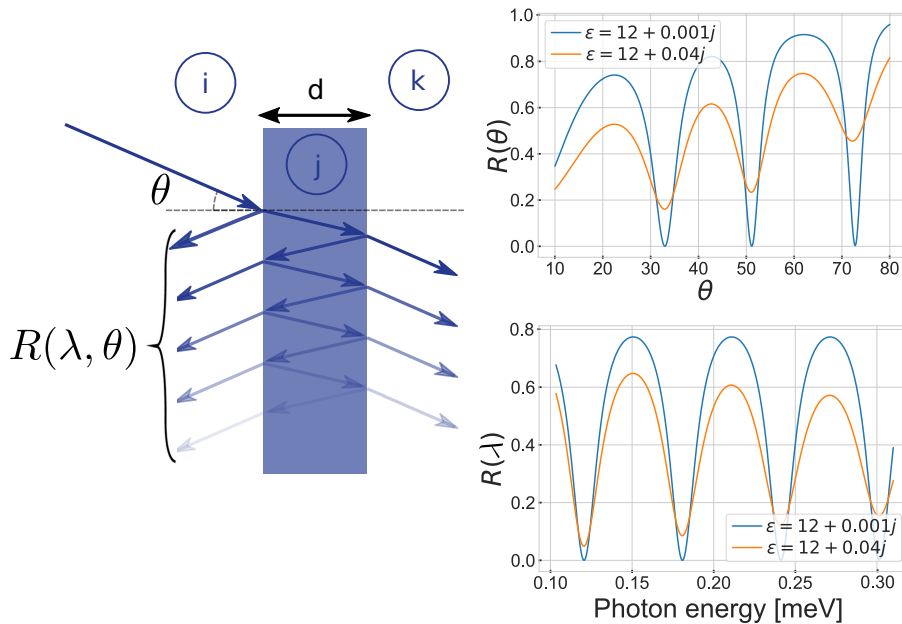 i
d
k
j
θ
R(λ, θ)
ε = 12 + 0.001j
ε = 12 + 0.04j
R(θ)
1.0
0.8
0.6
0.4
0.2
0.0
10 20 30 40 50 60 70 80
θ
R(λ)
0.8
0.6
0.4
0.2
0.0
ε = 12 + 0.001j
ε = 12 + 0.04j
0.10 0.15 0.20 0.25 0.30
Photon energy [meV]